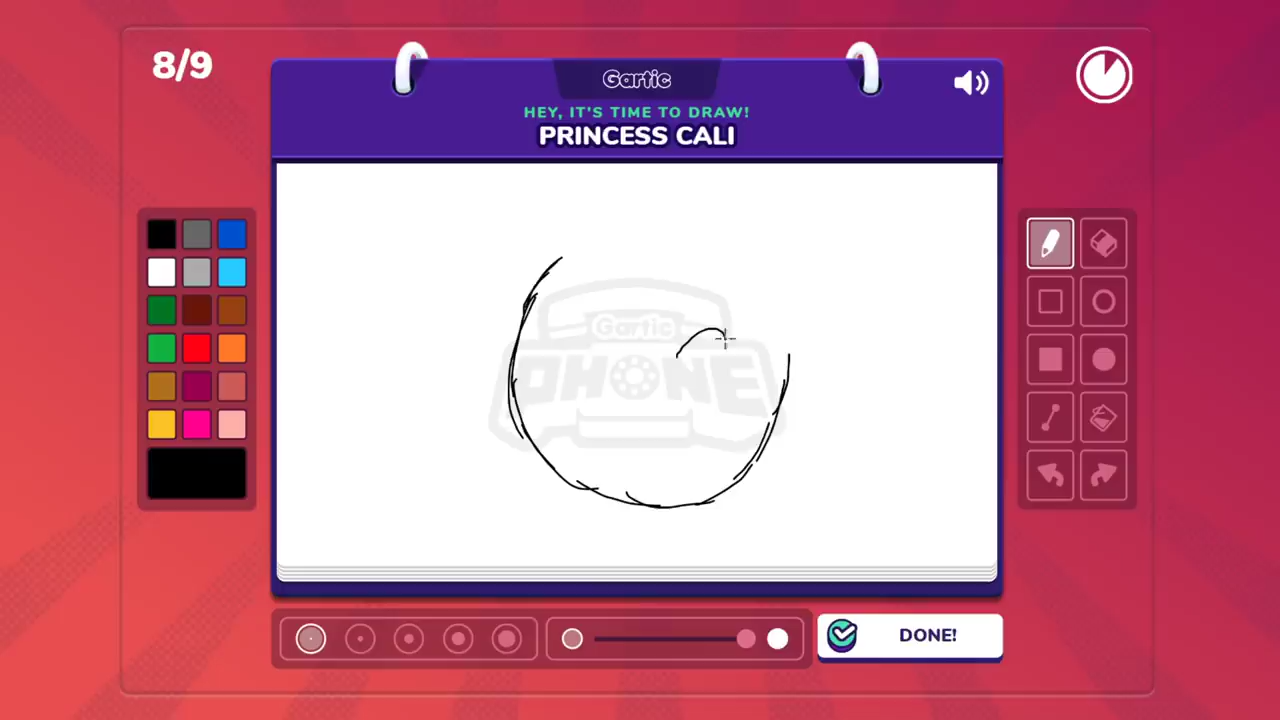 8/9
Gartic
HEY, IT'S TIME TO DRAW!
PRINCESS CALI
Gartic
PHONE
DONE!